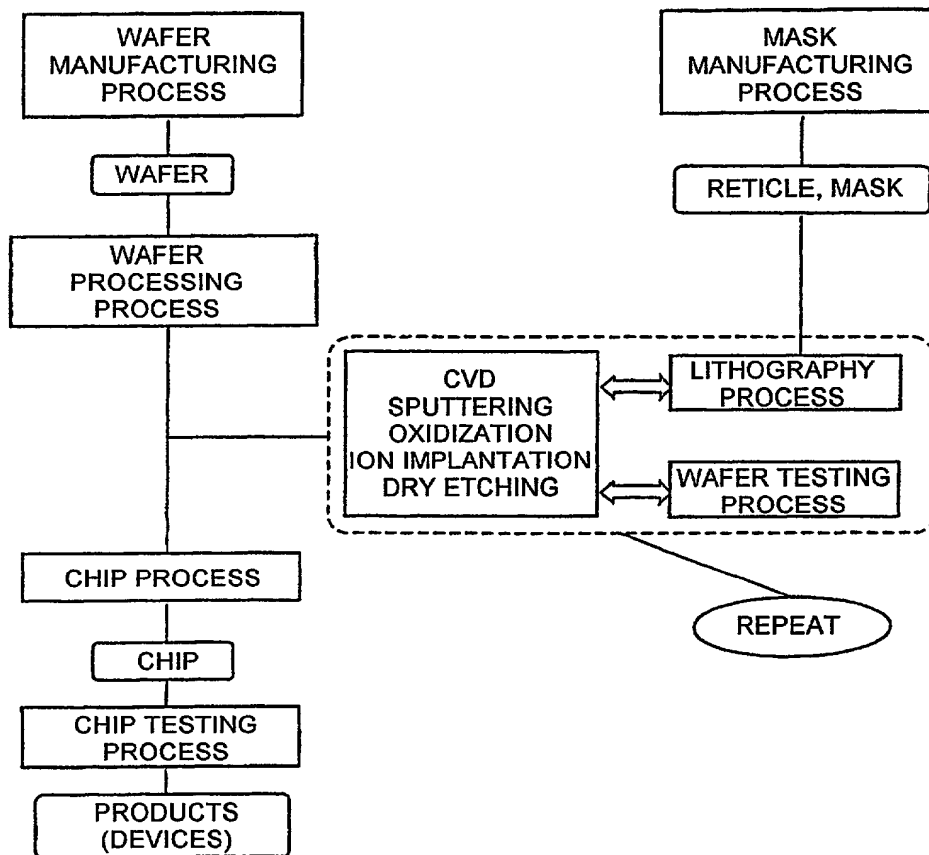 WAFER
MANUFACTURING
PROCESS
WAFER
WAFER
PROCESSING
PROCESS
MASK
MANUFACTURING
PROCESS
RETICLE, MASK
CVD
SPUTTERING
OXIDIZATION
ION IMPLANTATION
DRY ETCHING
LITHOGRAPHY
PROCESS
WAFER TESTING
PROCESS
REPEAT
CHIP PROCESS
CHIP
CHIP TESTING
PROCESS
PRODUCTS
(DEVICES)